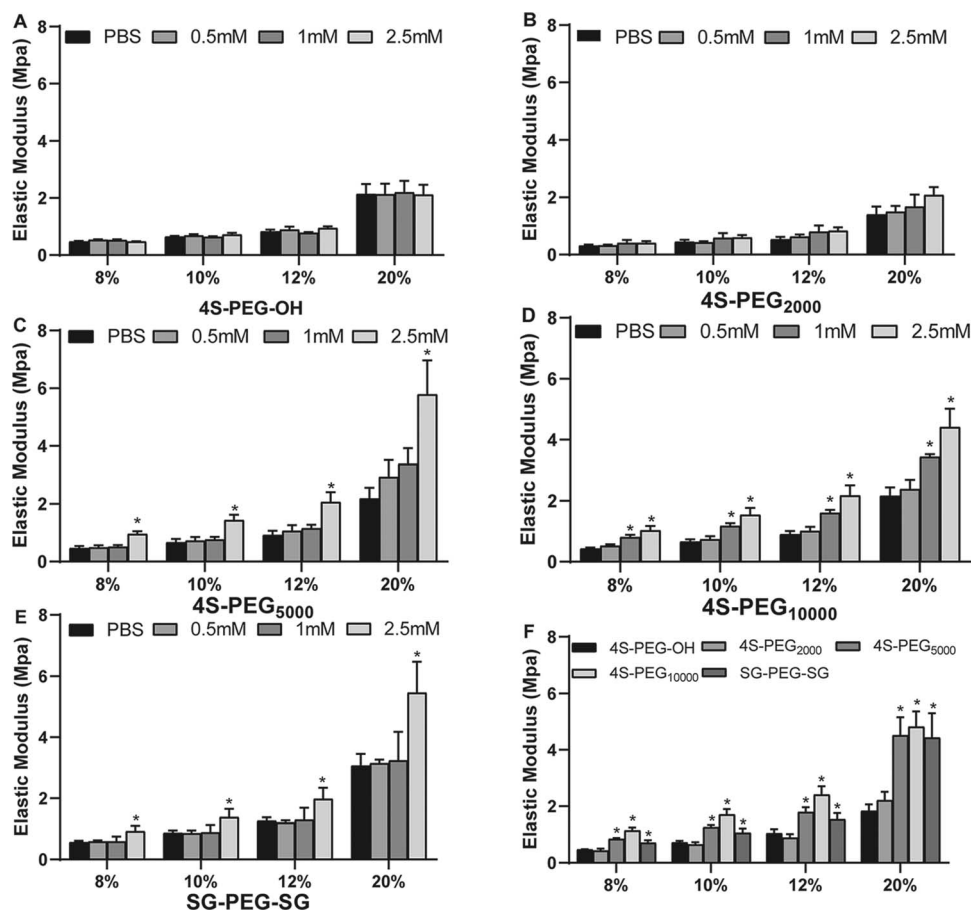 A
PBS 0.5mM 1mM 2.5mM
Elastic Modulus (Mpa)
8
6
4
2
0
8% 10% 12% 20%
4S-PEG-OH
B
PBS 0.5mM 1mM 2.5mM
Elastic Modulus (Mpa)
8
6
4
2
0
8% 10% 12% 20%
4S-PEG2000
C
PBS 0.5mM 1mM 2.5mM
Elastic Modulus (Mpa)
8
6
4
2
0
* * * *
8% 10% 12% 20%
4S-PEG5000
D
PBS 0.5mM 1mM 2.5mM
Elastic Modulus (Mpa)
8
6
4
2
0
* * * * * * * *
8% 10% 12% 20%
4S-PEG10000
E
PBS 0.5mM 1mM 2.5mM
Elastic Modulus (Mpa)
8
6
4
2
0
* * * *
8% 10% 12% 20%
SG-PEG-SG
F
4S-PEG-OH 4S-PEG2000 4S-PEG5000
4S-PEG10000 SG-PEG-SG
Elastic Modulus (Mpa)
8
6
4
2
0
* * * * * * * * * * * *
8% 10% 12% 20%